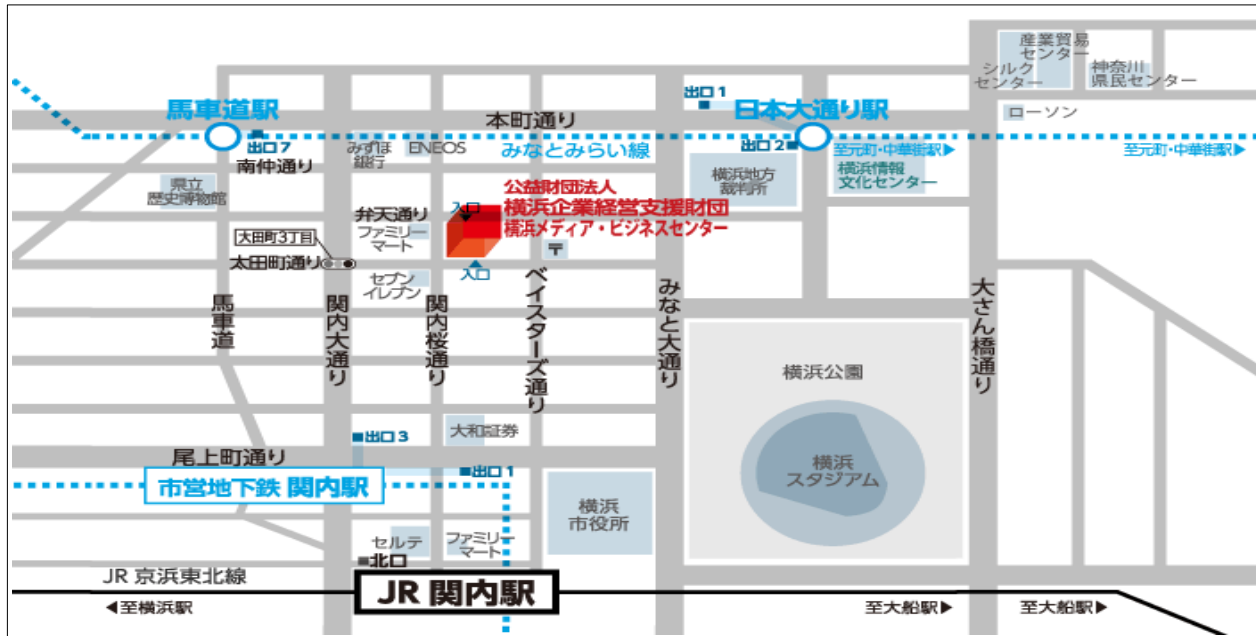 産業貿易
センター
シルク
センター
神奈川
県民センター
ローソン
馬車道駅
出口7
南仲通り
本町通り
出口1
日本大通り駅
出口2
みずほ
銀行
ENEOS
みなとみらい線
至元町・中華街駅▶
至元町・中華街駅▶
県立
歴史博物館
横浜地方
裁判所
横浜情報
文化センター
公益財団法人
横浜企業経営支援財団
横浜メディア・ビジネスセンター
入口
弁天通り
ファミリー
マート
〒
大田町3丁目
太田町通り
セブン
イレブン
入口
馬車道
関内大通り
関内桜通り
ベイスターズ通り
みなと大通り
大さん橋通り
横浜公園
横浜
スタジアム
出口3
大和証券
尾上町通り
出口1
市営地下鉄 関内駅
横浜
市役所
セルテ
ファミリー
マート
北口
JR 京浜東北線
JR 関内駅
◀至横浜駅
至大船駅▶
至大船駅▶